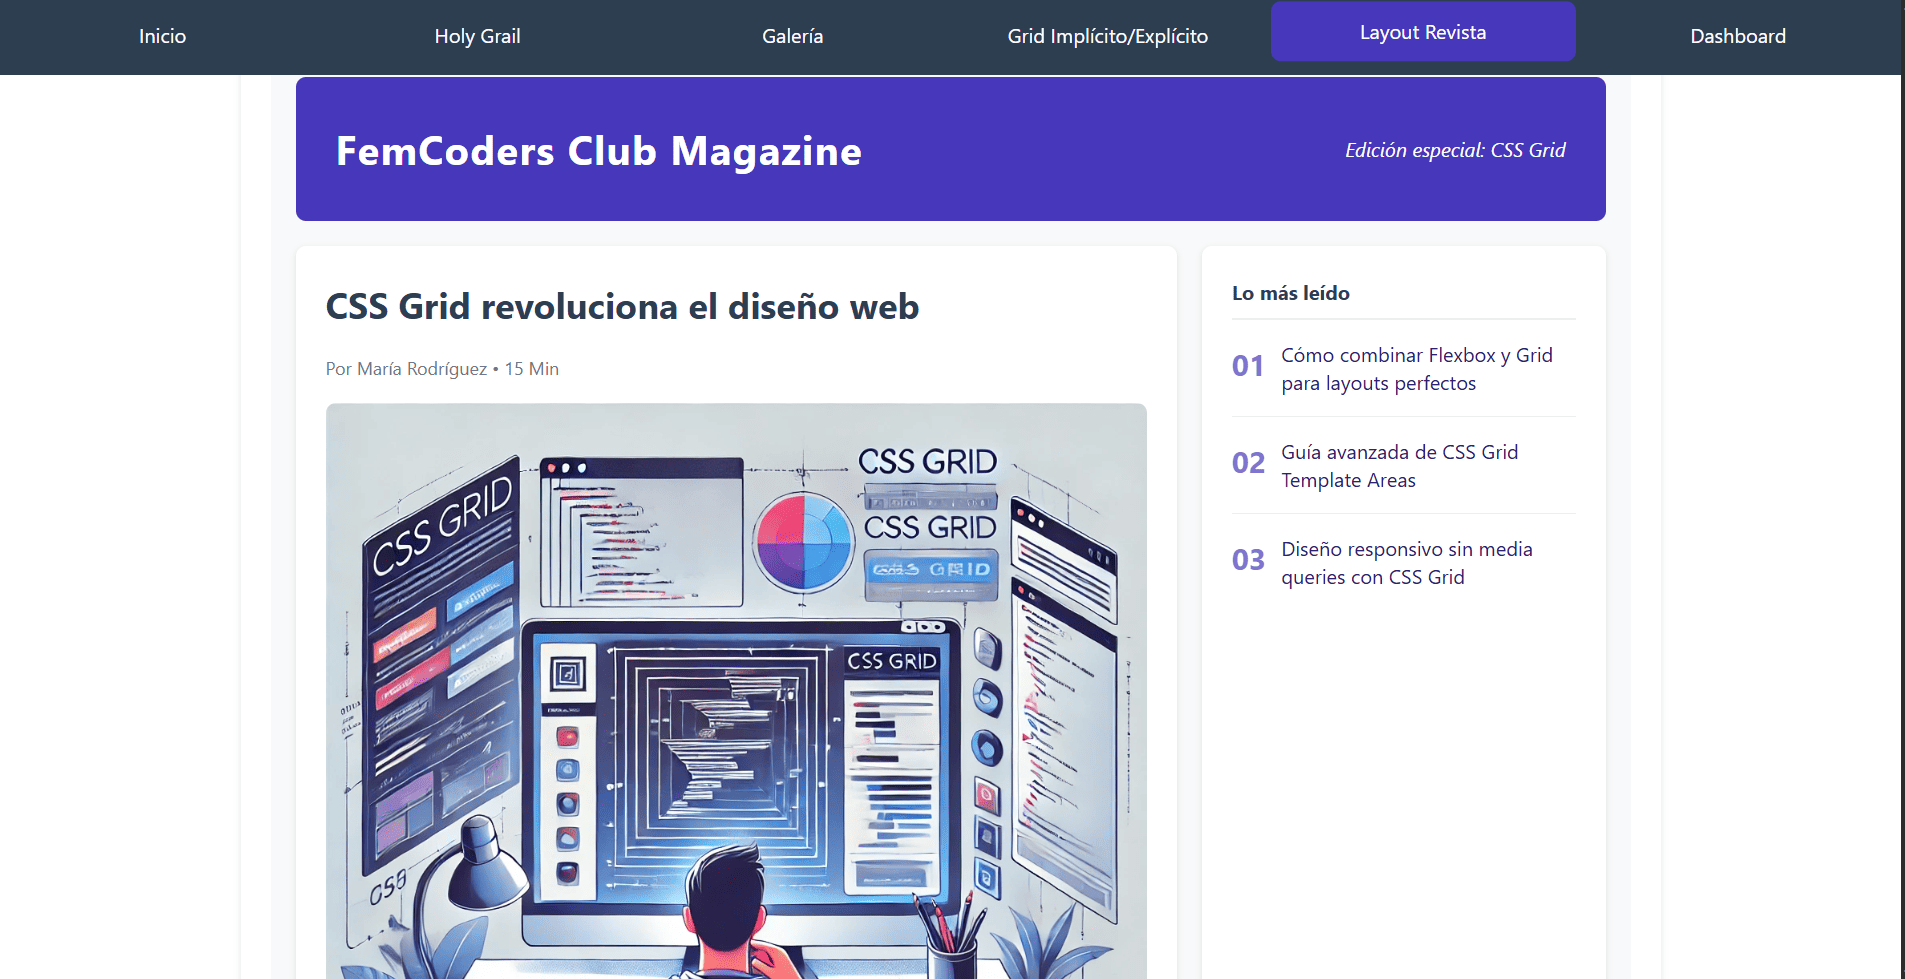 Inicio
Holy Grail
Galería
Grid Implícito/Explícito
Layout Revista
Dashboard
FemCoders Club Magazine
Edición especial: CSS Grid
CSS Grid revoluciona el diseño web
Por María Rodríguez • 15 Min
CSS GRID
CSS GRID
CSS GRID
CSS GRID
Lo más leído
01 Cómo combinar Flexbox y Grid
para layouts perfectos
02 Guía avanzada de CSS Grid
Template Areas
03 Diseño responsivo sin media
queries con CSS Grid